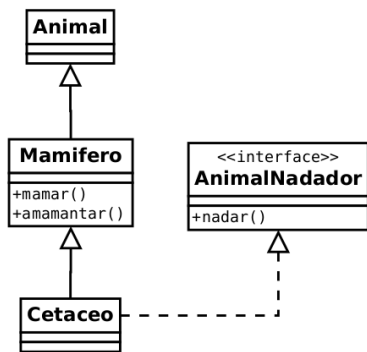 Animal
Mamifero
+mamar()
+amamantar()
<<interface>>
AnimalNadador
+nadar()
Cetaceo